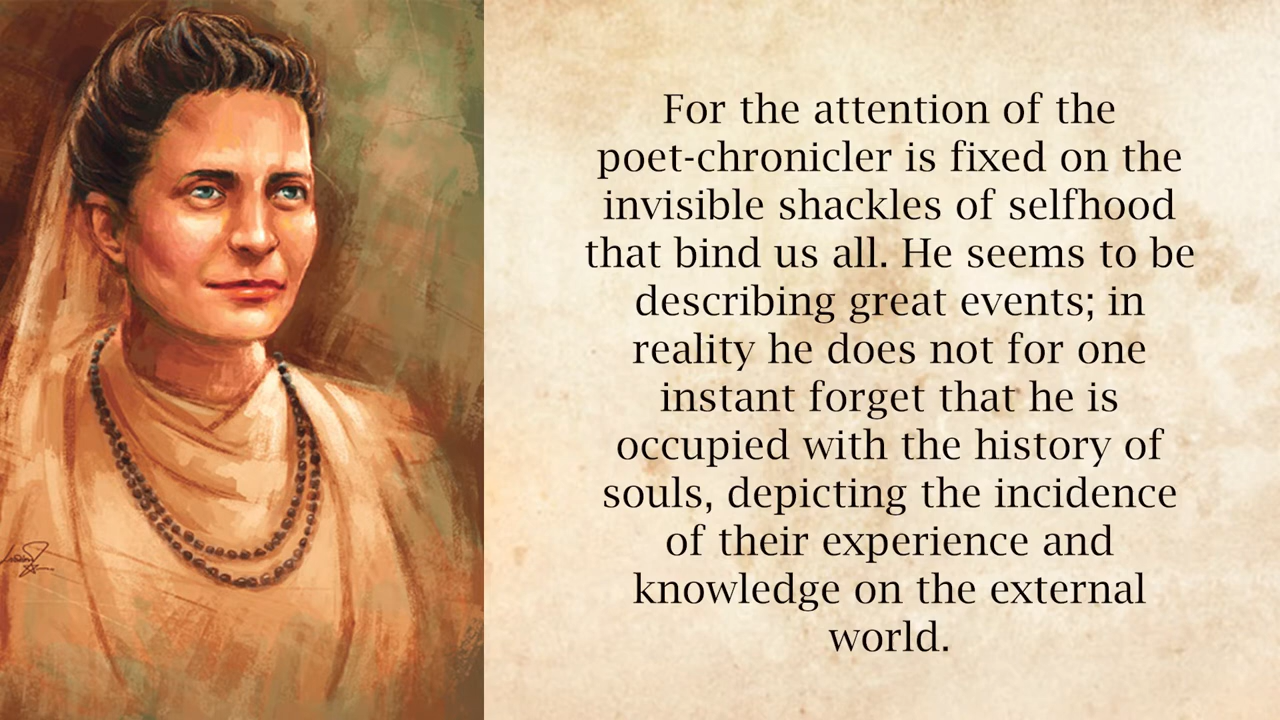 For the attention of the
poet-chronicler is fixed on the
invisible shackles of selfhood
that bind us all. He seems to be
describing great events; in
reality he does not for one
instant forget that he is
occupied with the history of
souls, depicting the incidence
of their experience and
knowledge on the external
world.